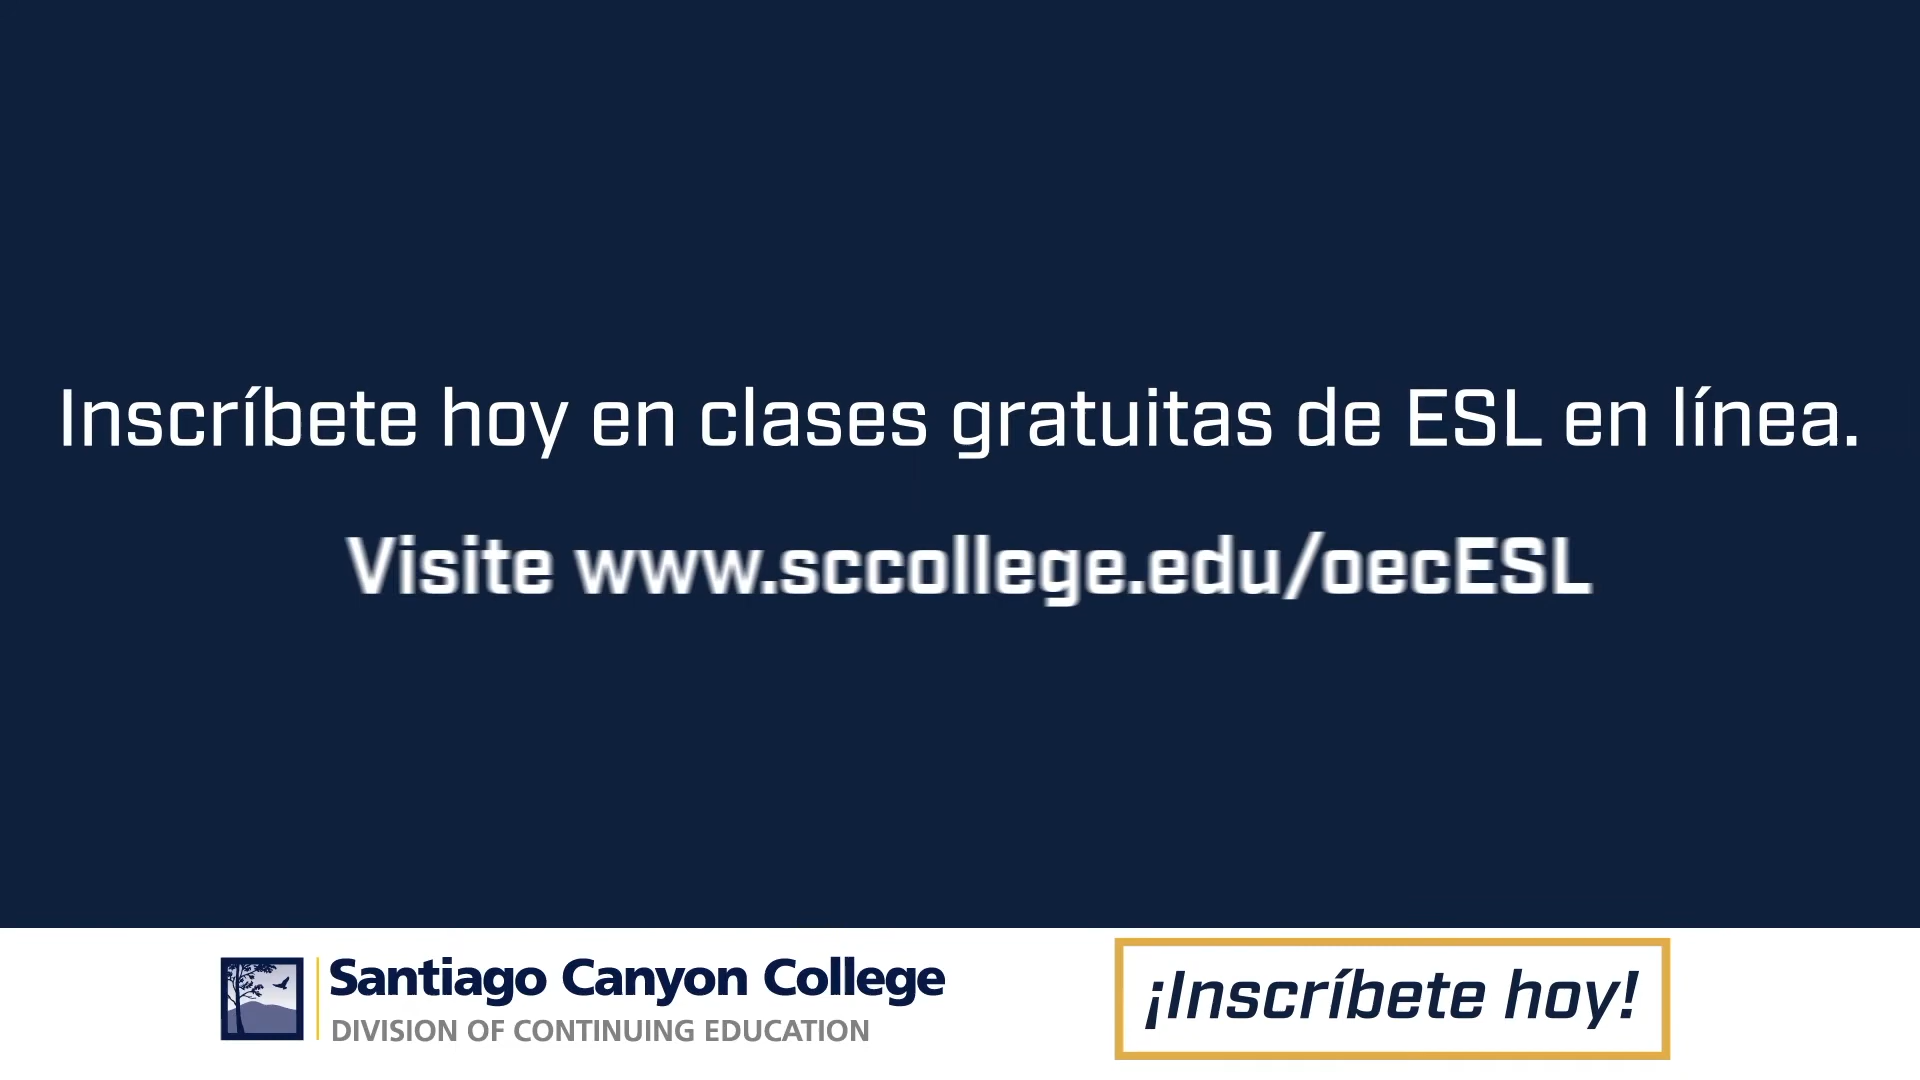 Inscríbete hoy en clases gratuitas de ESL en línea.
Visite www.sccollege.edu/oecESL
Santiago Canyon College
DIVISION OF CONTINUING EDUCATION
¡Inscríbete hoy!